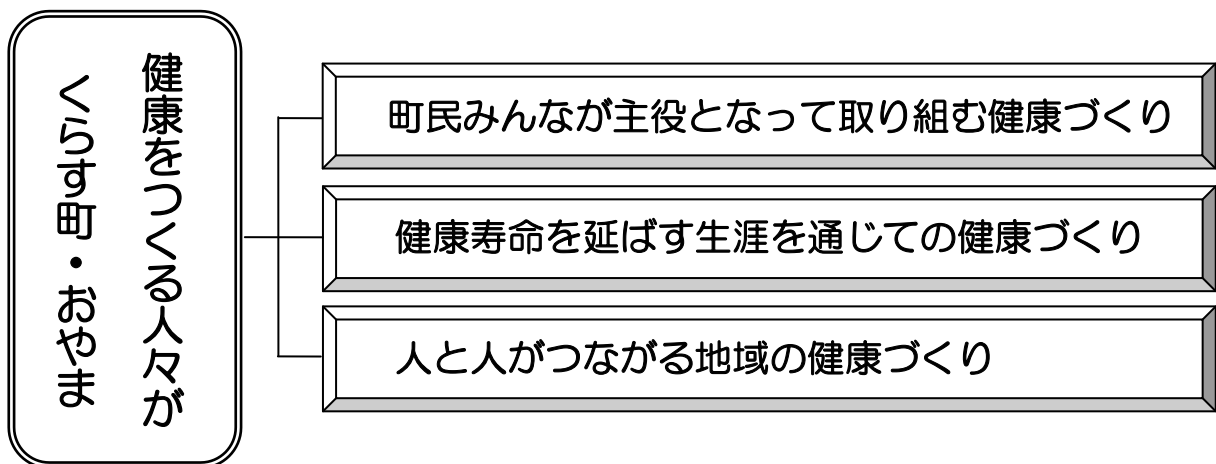 健康をつくる人々が
くらす町・おやま
町民みんなが主役となって取り組む健康づくり
健康寿命を延ばす生涯を通じての健康づくり
人と人がつながる地域の健康づくり